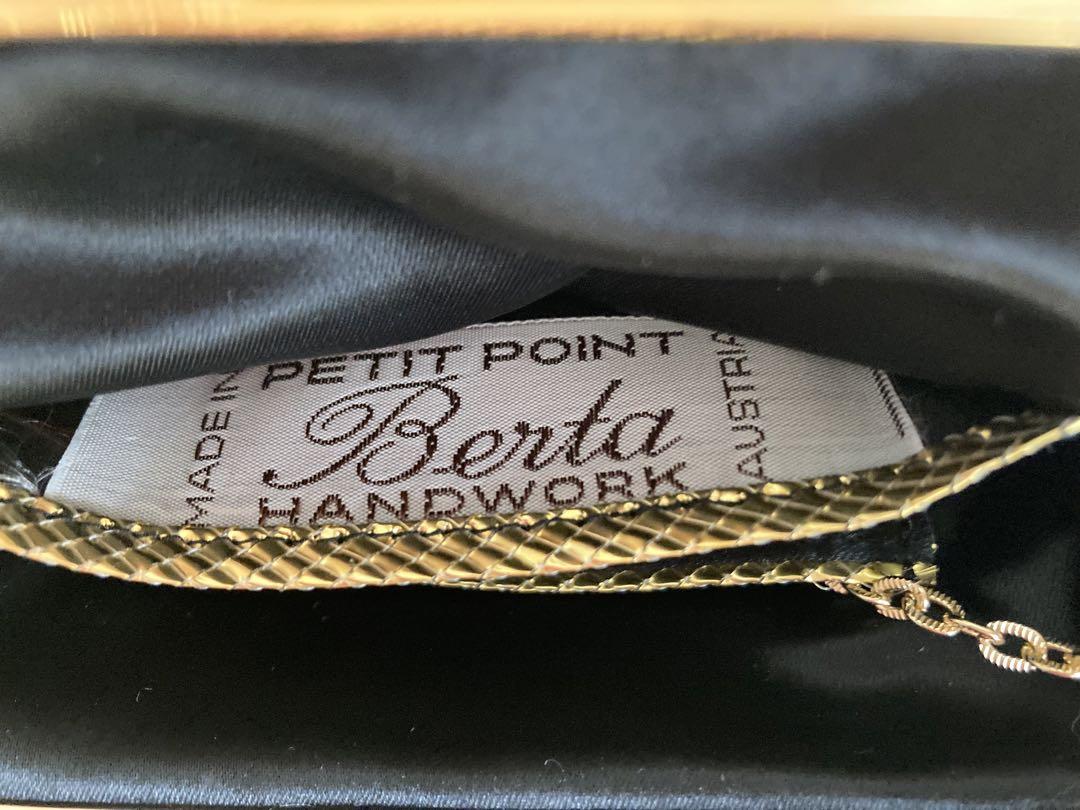 MADE IN
PETIT POINT
Berta
HANDWORK
AUSTRIA